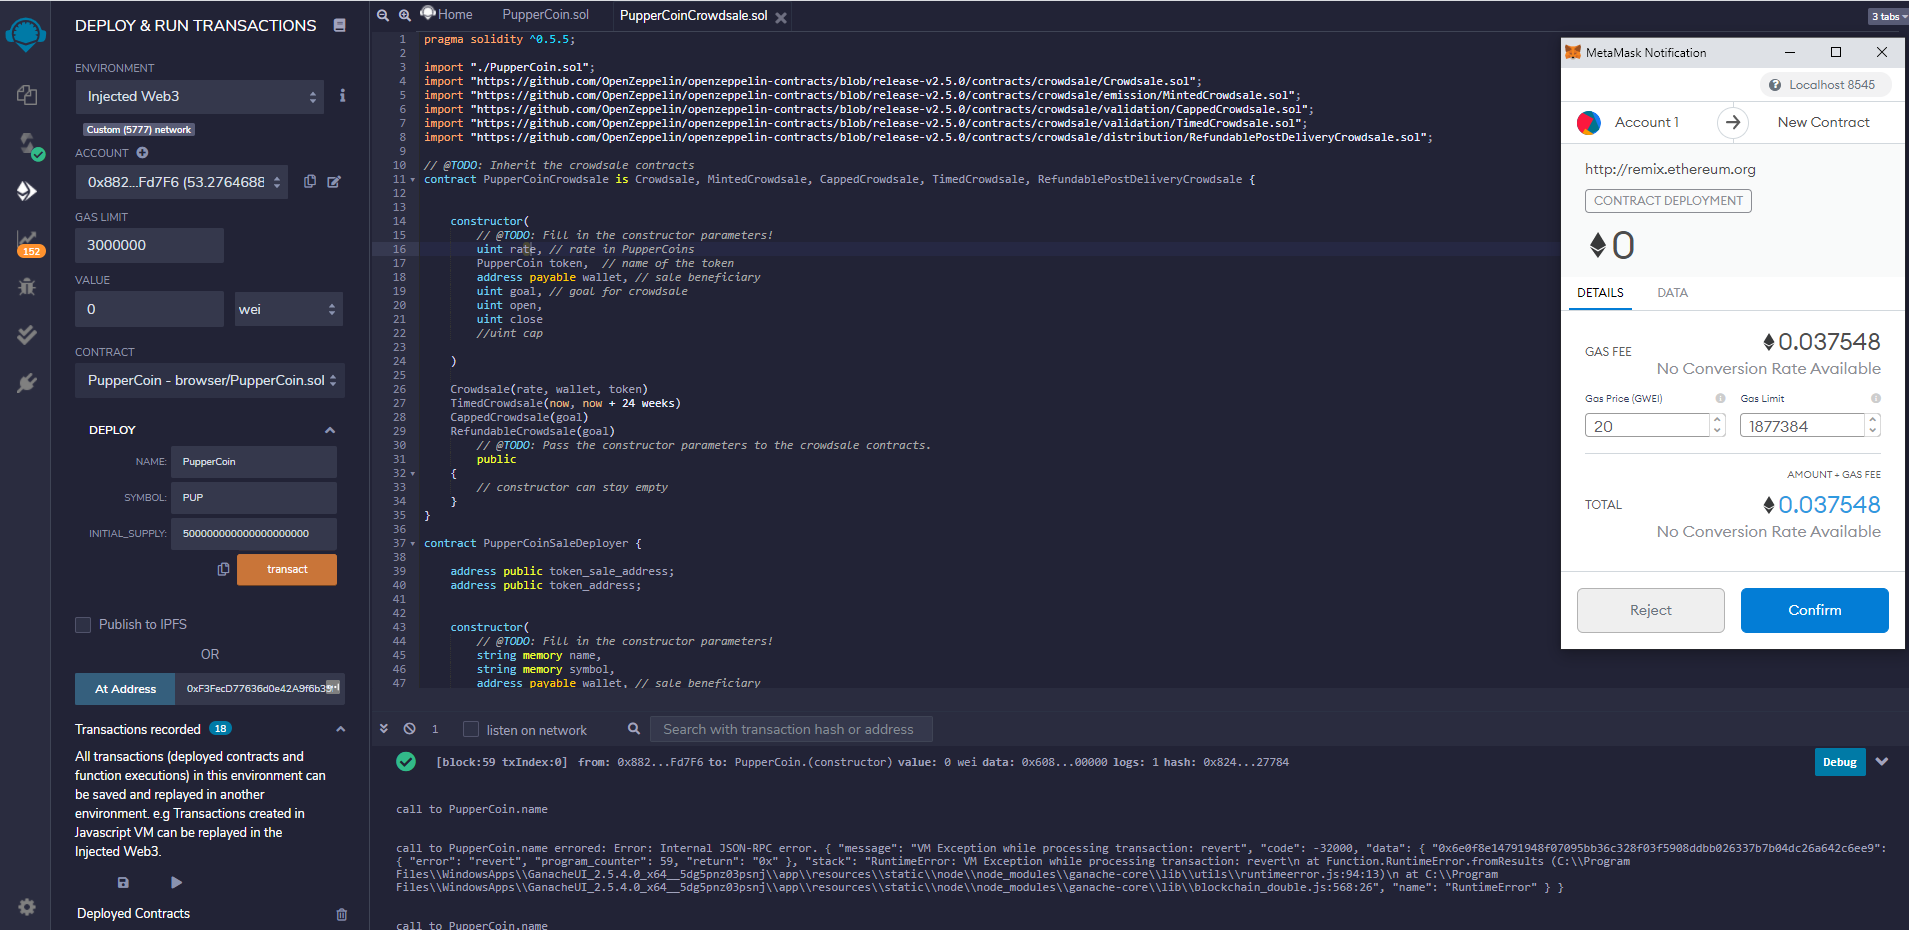 DEPLOY & RUN TRANSACTIONS
ENVIRONMENT
Injected Web3
Custom (5777) network
ACCOUNT
0x882...Fd7F6 (53.2764688
GAS LIMIT
3000000
VALUE
0
wei
CONTRACT
PupperCoin - browser/PupperCoin.sol
DEPLOY
NAME: PupperCoin
SYMBOL: PUP
INITIAL_SUPPLY:
transact
Publish to IPFS
OR
At Address
Transactions recorded 18
All transactions (deployed contracts and
function executions) in this environment can
be saved and replayed in another
environment. e.g Transactions created in
Javascript VM can be replayed in the
Injected Web3.
Deployed Contracts
152
Home PupperCoin.sol PupperCoinCrowdsale.sol
3 tabs
1 pragma solidity ^0.5.5;
2
3 import "./PupperCoin.sol";
4 import "https://github.com/OpenZeppelin/openzeppelin-contracts/blob/release-v2.5.0/contracts/crowdsale/Crowdsale.sol";
5 import "https://github.com/OpenZeppelin/openzeppelin-contracts/blob/release-v2.5.0/contracts/crowdsale/emission/MintedCrowdsale.sol";
6 import "https://github.com/OpenZeppelin/openzeppelin-contracts/blob/release-v2.5.0/contracts/crowdsale/validation/CappedCrowdsale.sol";
7 import "https://github.com/OpenZeppelin/openzeppelin-contracts/blob/release-v2.5.0/contracts/crowdsale/validation/TimedCrowdsale.sol";
8 import "https://github.com/OpenZeppelin/openzeppelin-contracts/blob/release-v2.5.0/contracts/crowdsale/distribution/RefundablePostDeliveryCrowdsale.sol";
9
10 // @TODO: Inherit the crowdsale contracts
11 contract PupperCoinCrowdsale is Crowdsale, MintedCrowdsale, CappedCrowdsale, TimedCrowdsale, RefundablePostDeliveryCrowdsale {
12
13
14 constructor(
15 // @TODO: Fill in the constructor parameters!
16 uint rate, // rate in PupperCoins
17 PupperCoin token, // name of the token
18 address payable wallet, // sale beneficiary
19 uint goal, // goal for crowdsale
20 uint open,
21 uint close
22 //uint cap
23
24 )
25
26 Crowdsale(rate, wallet, token)
27 TimedCrowdsale(now, now + 24 weeks)
28 CappedCrowdsale(goal)
29 RefundableCrowdsale(goal)
30 // @TODO: Pass the constructor parameters to the crowdsale contracts.
31 public
32 {
33 // constructor can stay empty
34 }
35 }
36
37 contract PupperCoinSaleDeployer {
38
39 address public token_sale_address;
40 address public token_address;
41
42
43 constructor(
44 // @TODO: Fill in the constructor parameters!
45 string memory name,
46 string memory symbol,
47 address payable wallet, // sale beneficiary
1
listen on network
Search with transaction hash or address
[block:59 txIndex:0] from: 0x882...Fd7F6 to: PupperCoin.(constructor) value: 0 wei data: 0x608...00000 logs: 1 hash: 0x824...27784
Debug
call to PupperCoin.name
call to PupperCoin.name errored: Error: Internal JSON-RPC error. { "message": "VM Exception while processing transaction: revert", "code": -32000, "data": { "0x6e0f8e14791948f07095bb36c328f03f5908ddbb026337b7b04dc26a642c6ee9":
{ "error": "revert", "program_counter": 59, "return": "0x" }, "stack": "RuntimeError: VM Exception while processing transaction: revert\n at Function.RuntimeError.fromResults (C:\\Program
Files\\WindowsApps\\GanacheUI_2.5.4.0_x64__5dg5pnz03psnj\\app\\resources\\static\\node\\node_modules\\ganache-core\\lib\\utils\\runtimeerror.js:94:13)\n at C:\\Program
Files\\WindowsApps\\GanacheUI_2.5.4.0_x64__5dg5pnz03psnj\\app\\resources\\static\\node\\node_modules\\ganache-core\\lib\\blockchain_double.js:568:26", "name": "RuntimeError" } }
call to PupperCoin.name
MetaMask Notification
Localhost 8545
Account 1
New Contract
http://remix.ethereum.org
CONTRACT DEPLOYMENT
0
DETAILS DATA
GAS FEE 0.037548
No Conversion Rate Available
Gas Price (GWEI) Gas Limit
20 1877384
AMOUNT + GAS FEE
TOTAL 0.037548
No Conversion Rate Available
Reject Confirm